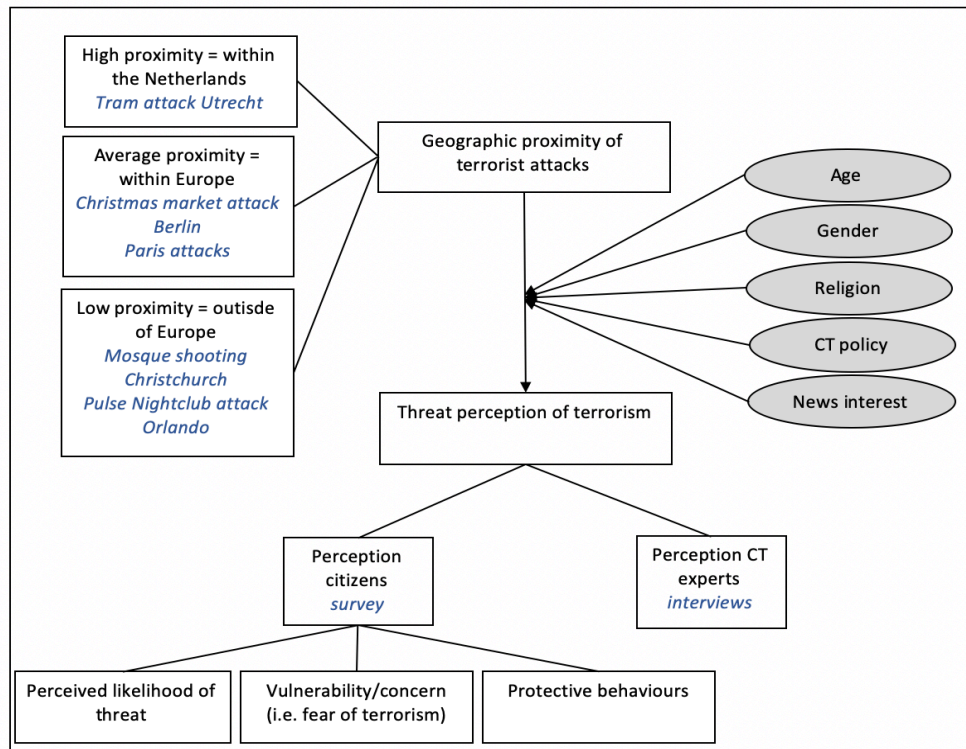 High proximity = within
the Netherlands
Tram attack Utrecht
Average proximity =
within Europe
Christmas market attack
Berlin
Paris attacks
Low proximity = outisde
of Europe
Mosque shooting
Christchurch
Pulse Nightclub attack
Orlando
Geographic proximity of
terrorist attacks
Age
Gender
Religion
CT policy
News interest
Threat perception of terrorism
Perception
citizens
survey
Perception CT
experts
interviews
Perceived likelihood of
threat
Vulnerability/concern
(i.e. fear of terrorism)
Protective behaviours